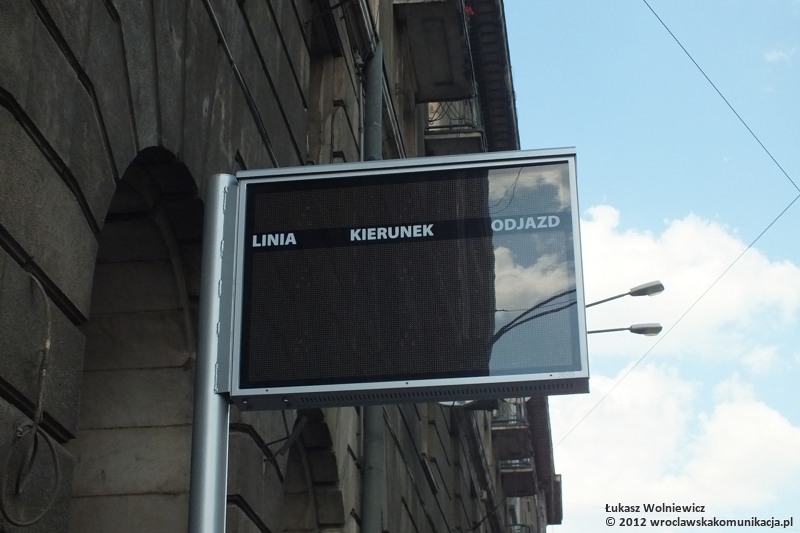 LINIA KIERUNEK ODJAZD
Łukasz Wolniewicz
© 2012 wroclawskakomunikacja.pl